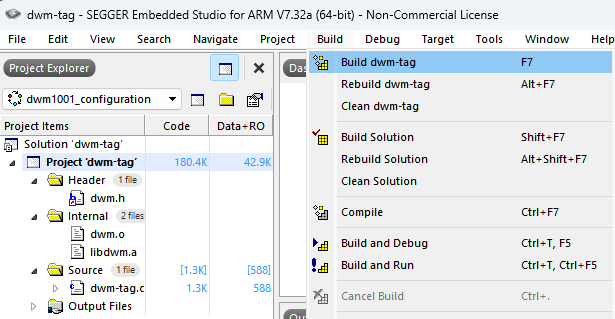 dwm-tag - SEGGER Embedded Studio for ARM V7.32a (64-bit) - Non-Commercial License
File Edit View Search Navigate Project Build Debug Target Tools Window Help
Project Explorer
Das
dwm1001_configuration
Project Items Code Data+RO
Solution 'dwm-tag'
Project 'dwm-tag' 180.4K 42.9K
Header 1 file
dwm.h
Internal 2 files
dwm.o
libdwm.a
Source 1 file [1.3K] [588]
dwm-tag.c 1.3K 588
Output Files
Build dwm-tag F7
Rebuild dwm-tag Alt+F7
Clean dwm-tag
Build Solution Shift+F7
Rebuild Solution Alt+Shift+F7
Clean Solution
Compile Ctrl+F7
Build and Debug Ctrl+T, F5
Build and Run Ctrl+T, Ctrl+F5
Cancel Build Ctrl+.